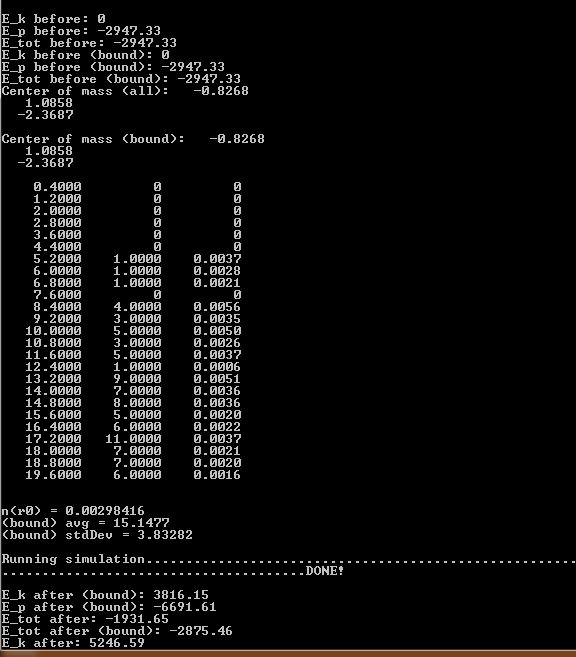 E_k before: 0
E_p before: -2947.33
E_tot before: -2947.33
E_k before (bound): 0
E_p before (bound): -2947.33
E_tot before (bound): -2947.33
Center of mass (all):   -0.8268
1.0858
-2.3687
Center of mass (bound):   -0.8268
1.0858
-2.3687
0.4000 0 0
1.2000 0 0
2.0000 0 0
2.8000 0 0
3.6000 0 0
4.4000 0 0
5.2000 1.0000 0.0037
6.0000 1.0000 0.0028
6.8000 1.0000 0.0021
7.6000 0 0
8.4000 4.0000 0.0056
9.2000 3.0000 0.0035
10.0000 5.0000 0.0050
10.8000 3.0000 0.0026
11.6000 5.0000 0.0037
12.4000 1.0000 0.0006
13.2000 9.0000 0.0051
14.0000 7.0000 0.0036
14.8000 8.0000 0.0036
15.6000 5.0000 0.0020
16.4000 6.0000 0.0022
17.2000 11.0000 0.0037
18.0000 7.0000 0.0021
18.8000 7.0000 0.0020
19.6000 6.0000 0.0016
n(r0) = 0.00298416
(bound) avg = 15.1477
(bound) stdDev = 3.83282
Running simulation......................................................
......................................DONE!
E_k after (bound): 3816.15
E_p after (bound): -6691.61
E_tot after: -1931.65
E_tot after (bound): -2875.46
E_k after: 5246.59